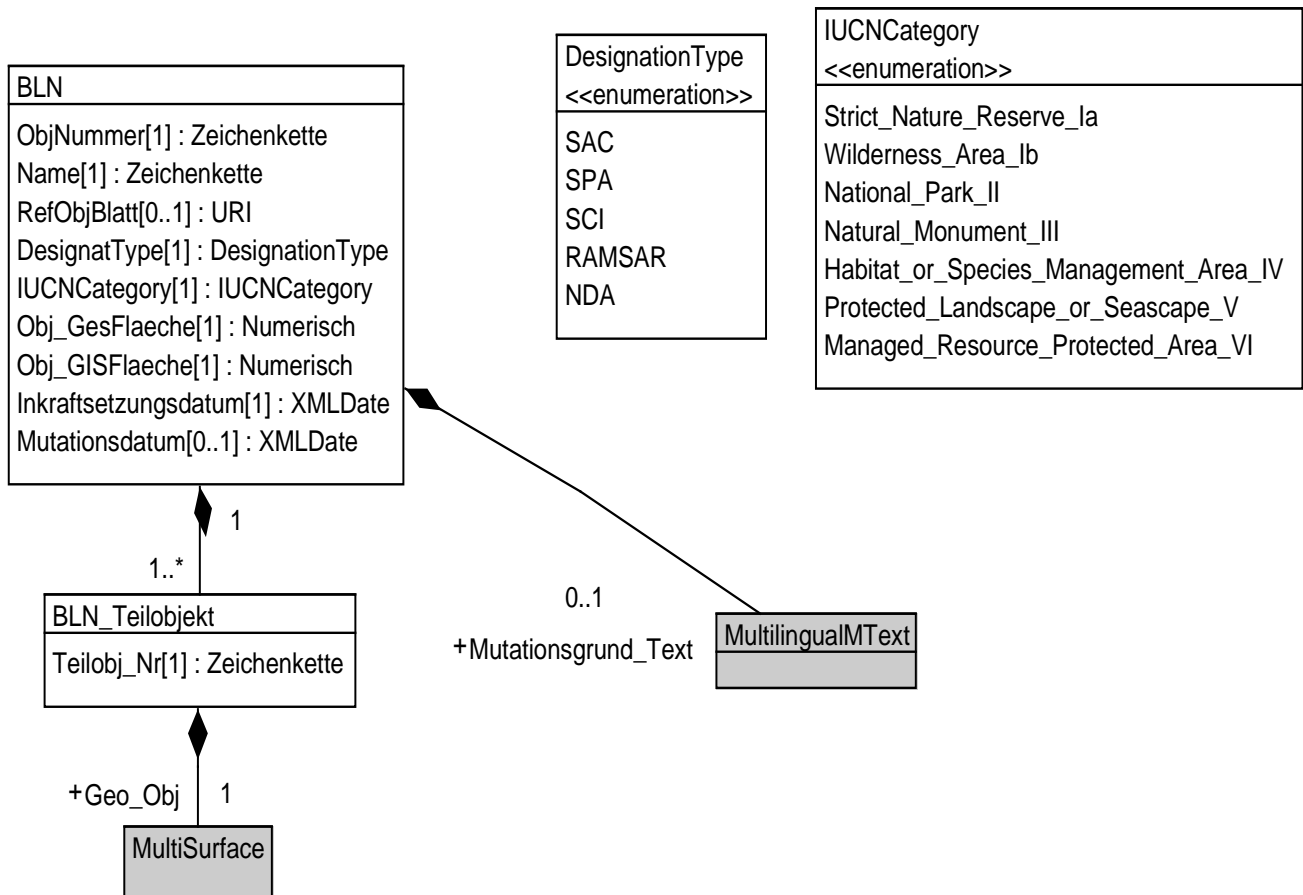 BLN
ObjNummer[1] : Zeichenkette
Name[1] : Zeichenkette
RefObjBlatt[0..1] : URI
DesignatType[1] : DesignationType
IUCNCategory[1] : IUCNCategory
Obj_GesFlaeche[1] : Numerisch
Obj_GISFlaeche[1] : Numerisch
Inkraftsetzungsdatum[1] : XMLDate
Mutationsdatum[0..1] : XMLDate
DesignationType
<<enumeration>>
SAC
SPA
SCI
RAMSAR
NDA
IUCNCategory
<<enumeration>>
Strict_Nature_Reserve_Ia
Wilderness_Area_Ib
National_Park_II
Natural_Monument_III
Habitat_or_Species_Management_Area_IV
Protected_Landscape_or_Seascape_V
Managed_Resource_Protected_Area_VI
1
1..*
BLN_Teilobjekt
Teilobj_Nr[1] : Zeichenkette
0..1
+Mutationsgrund_Text
MultilingualMText
+Geo_Obj
1
MultiSurface